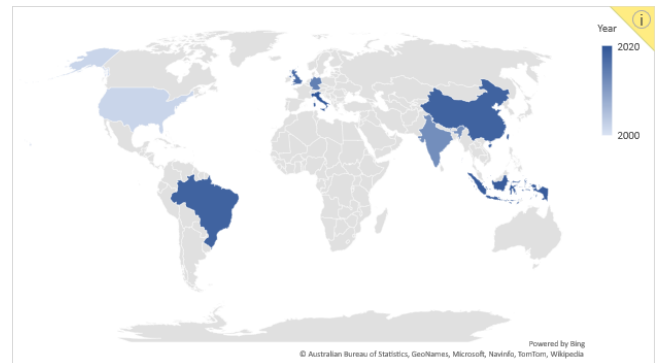 i
Year
2020
2000
Powered by Bing
© Australian Bureau of Statistics, GeoNames, Microsoft, Navinfo, TomTom, Wikipedia